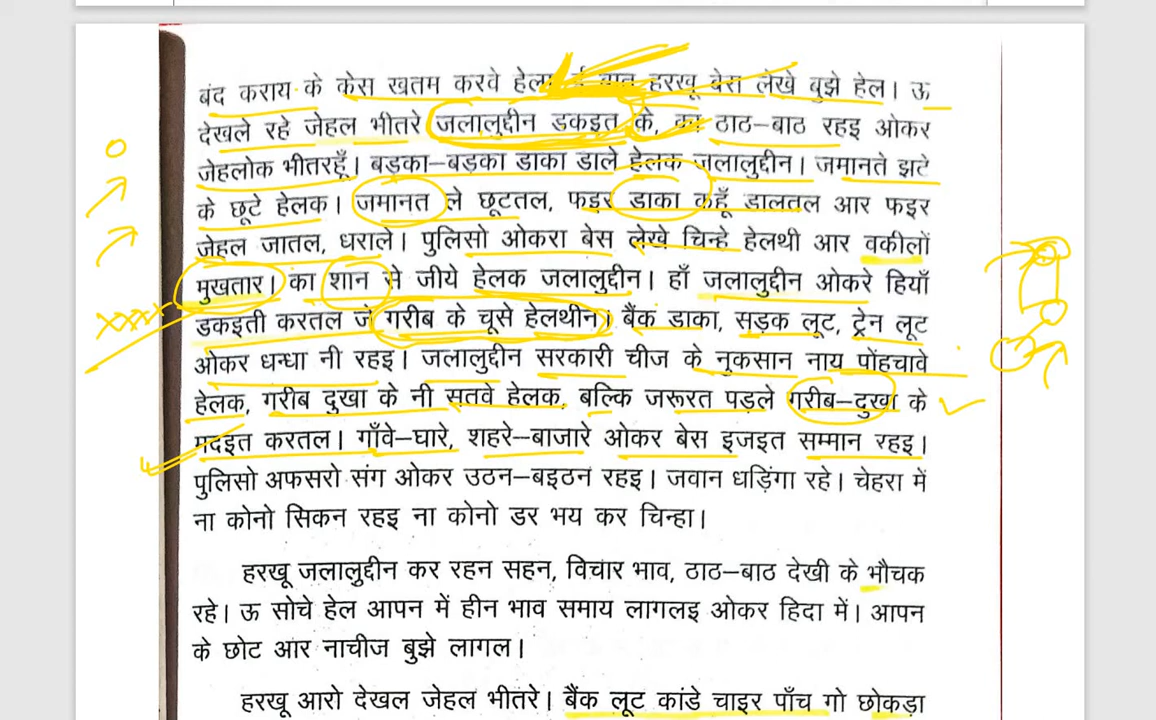 बंद कराय के केस खतम करवे हेला ई बात हरखू बेस लेखे बुझे हेल। ऊ
देखले रहे जेहल भीतरे जलालुद्दीन डकइत के, का ठाठ–बाठ रहइ ओकर
जेहलोक भीतरहूँ। बड़का–बड़का डाका डाले हेलक जलालुद्दीन। जमानते झटे
के छूटे हेलक। जमानत ले छूटतल, फइर डाका कहूँ डालतल आर फइर
जेहल जातल, धराले। पुलिसो ओकरा बेस लेखे चिन्हे हेलथी आर वकीलों
मुखतार। का शान से जीये हेलक जलालुद्दीन। हाँ जलालुद्दीन ओकरे हियाँ
डकइती करतल जे गरीब के चूसे हेलथीन। बैंक डाका, सड़क लूट, ट्रेन लूट
ओकर धन्धा नी रहइ। जलालुद्दीन सरकारी चीज के नुकसान नाय पोंहचावे
हेलक, गरीब दुखा के नी सतवे हेलक, बल्कि जरूरत पड़ले गरीब–दुखा के
मदइत करतल। गाँवे–घारे, शहरे–बाजारे ओकर बेस इजइत सम्मान रहइ।
पुलिसो अफसरो संग ओकर उठन–बइठन रहइ। जवान धड़िंगा रहे। चेहरा में
ना कोनो सिकन रहइ ना कोनो डर भय कर चिन्हा।
हरखू जलालुद्दीन कर रहन सहन, विचार भाव, ठाठ–बाठ देखी के भौचक
रहे। ऊ सोचे हेल आपन में हीन भाव समाय लागलइ ओकर हिदा में। आपन
के छोट आर नाचीज बुझे लागल।
हरखू आरो देखल जेहल भीतरे। बैंक लूट कांडे चाइर पाँच गो छोकड़ा